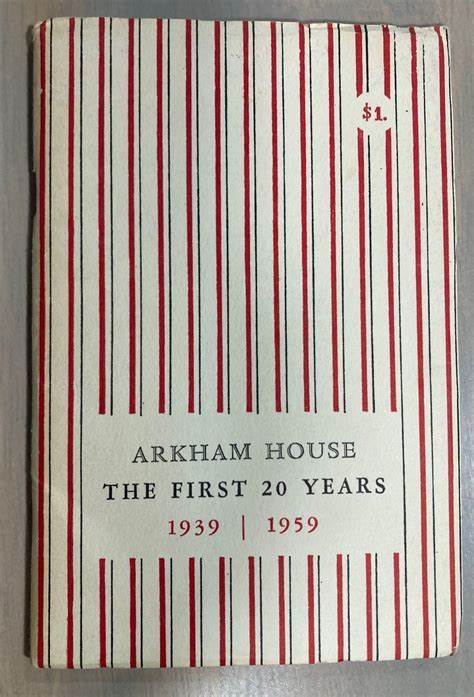 $1.
ARKHAM HOUSE
THE FIRST 20 YEARS
1939 | 1959